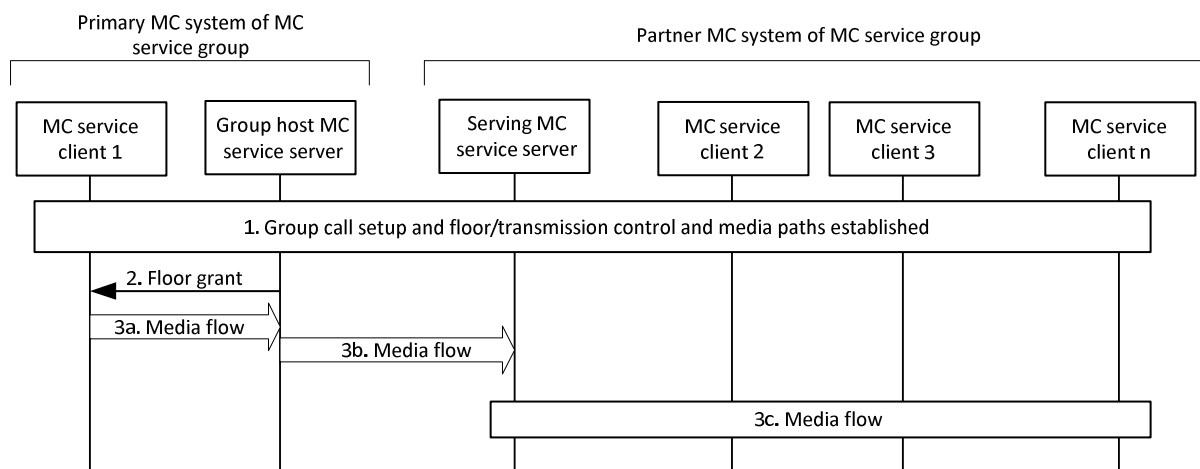 Primary MC system of MC
service group
Partner MC system of MC service group
MC service
client 1
Group host MC
service server
Serving MC
service server
MC service
client 2
MC service
client 3
MC service
client n
1. Group call setup and floor/transmission control and media paths established
2. Floor grant
3a. Media flow
3b. Media flow
3c. Media flow